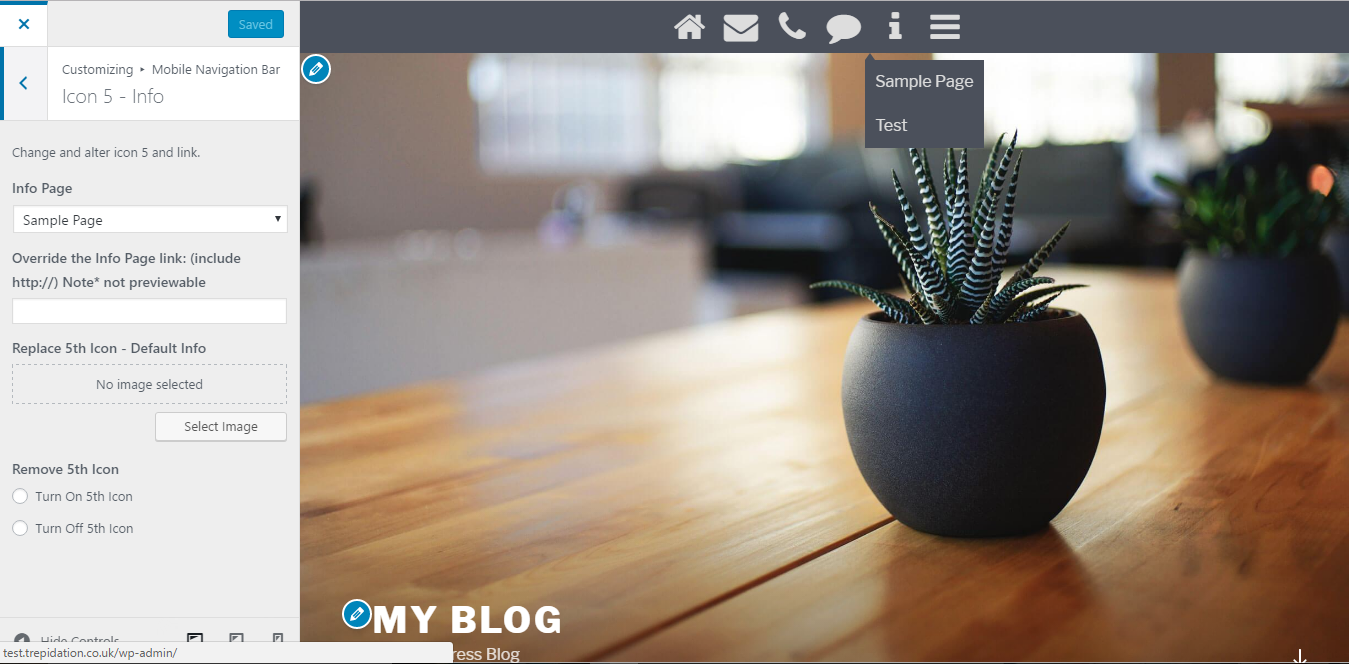 Saved
Customizing ▸ Mobile Navigation Bar
Icon 5 - Info
Change and alter icon 5 and link.
Info Page
Sample Page
Override the Info Page link: (include
http://) Note* not previewable
Replace 5th Icon - Default Info
No image selected
Select Image
Remove 5th Icon
Turn On 5th Icon
Turn Off 5th Icon
Hide Controls
test.trepidation.co.uk/wp-admin/
Sample Page
Test
MY BLOG
ress Blog